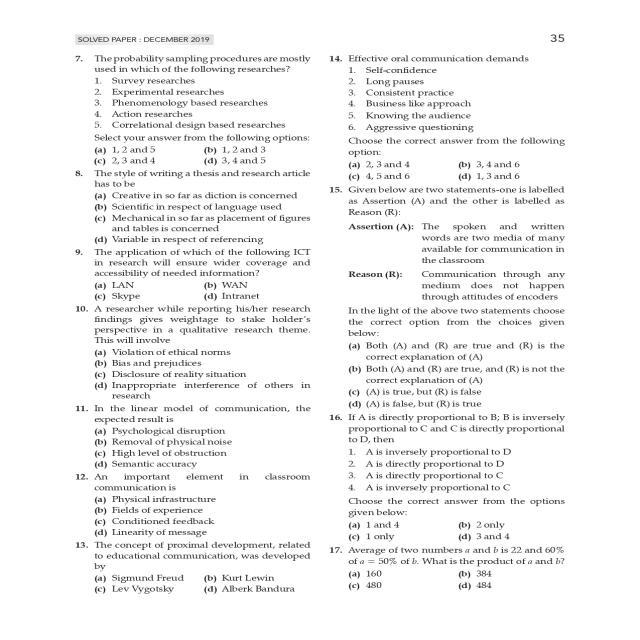 SOLVED PAPER : DECEMBER 2019
35
7. The probability sampling procedures are mostly
used in which of the following researches?
1. Survey researches
2. Experimental researches
3. Phenomenology based researches
4. Action researches
5. Correlational design based researches
Select your answer from the following options:
(a) 1, 2 and 5 (b) 1, 2 and 3
(c) 2, 3 and 4 (d) 3, 4 and 5
8. The style of writing a thesis and research article
has to be
(a) Creative in so far as diction is concerned
(b) Scientific in respect of language used
(c) Mechanical in so far as placement of figures
and tables is concerned
(d) Variable in respect of referencing
9. The application of which of the following ICT
in research will ensure wider coverage and
accessibility of needed information?
(a) LAN (b) WAN
(c) Skype (d) Intranet
10. A researcher while reporting his/her research
findings gives weightage to stake holder's
perspective in a qualitative research theme.
This will involve
(a) Violation of ethical norms
(b) Bias and prejudices
(c) Disclosure of reality situation
(d) Inappropriate interference of others in
research
11. In the linear model of communication, the
expected result is
(a) Psychological disruption
(b) Removal of physical noise
(c) High level of obstruction
(d) Semantic accuracy
12. An important element in classroom
communication is
(a) Physical infrastructure
(b) Fields of experience
(c) Conditioned feedback
(d) Linearity of message
13. The concept of proximal development, related
to educational communication, was developed
by
(a) Sigmund Freud (b) Kurt Lewin
(c) Lev Vygotsky (d) Alberk Bandura
14. Effective oral communication demands
1. Self-confidence
2. Long pauses
3. Consistent practice
4. Business like approach
5. Knowing the audience
6. Aggressive questioning
Choose the correct answer from the following
option:
(a) 2, 3 and 4 (b) 3, 4 and 6
(c) 4, 5 and 6 (d) 1, 3 and 6
15. Given below are two statements-one is labelled
as Assertion (A) and the other is labelled as
Reason (R):
Assertion (A): The spoken and written
words are two media of many
available for communication in
the classroom
Reason (R): Communication through any
medium does not happen
through attitudes of encoders
In the light of the above two statements choose
the correct option from the choices given
below:
(a) Both (A) and (R) are true and (R) is the
correct explanation of (A)
(b) Both (A) and (R) are true, and (R) is not the
correct explanation of (A)
(c) (A) is true, but (R) is false
(d) (A) is false, but (R) is true
16. If A is directly proportional to B; B is inversely
proportional to C and C is directly proportional
to D, then
1. A is inversely proportional to D
2. A is directly proportional to D
3. A is directly proportional to C
4. A is inversely proportional to C
Choose the correct answer from the options
given below:
(a) 1 and 4 (b) 2 only
(c) 1 only (d) 3 and 4
17. Average of two numbers a and b is 22 and 60%
of a = 50% of b. What is the product of a and b?
(a) 160 (b) 384
(c) 480 (d) 484